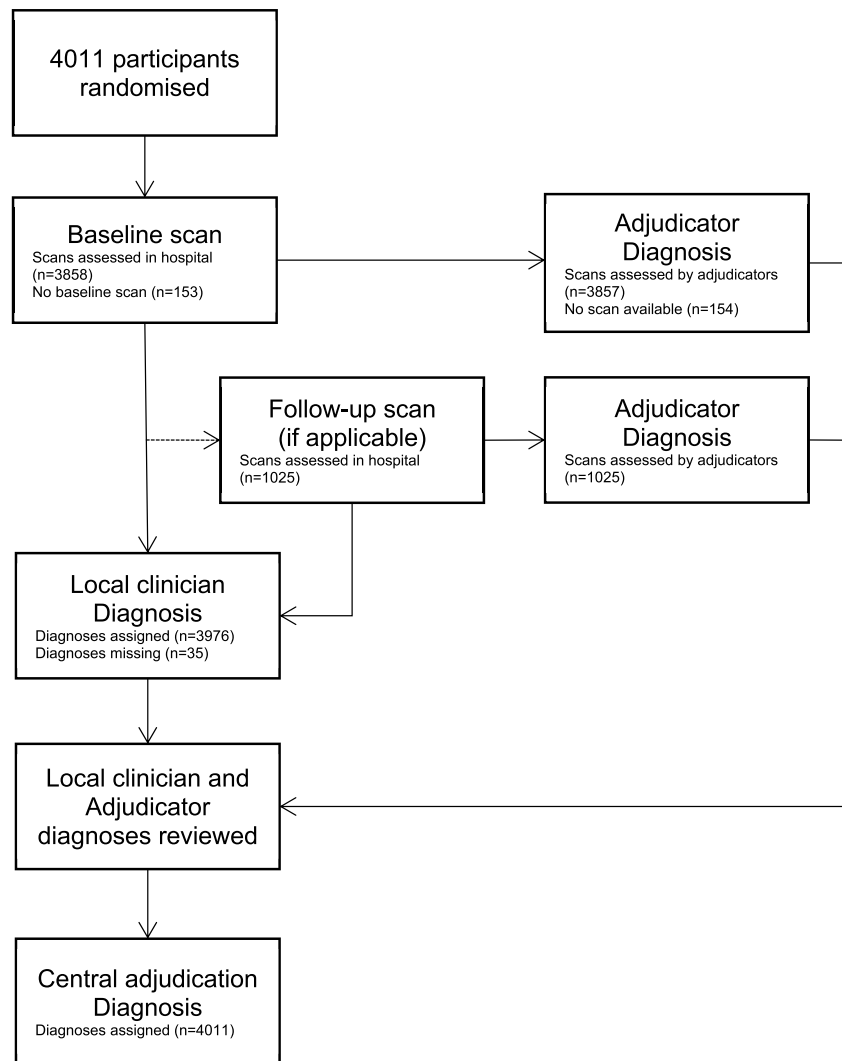 4011 participants
randomised
Baseline scan
Scans assessed in hospital
(n=3858)
No baseline scan (n=153)
Adjudicator
Diagnosis
Scans assessed by adjudicators
(n=3857)
No scan available (n=154)
Follow-up scan
(if applicable)
Scans assessed in hospital
(n=1025)
Adjudicator
Diagnosis
Scans assessed by adjudicators
(n=1025)
Local clinician
Diagnosis
Diagnoses assigned (n=3976)
Diagnoses missing (n=35)
Local clinician and
Adjudicator
diagnoses reviewed
Central adjudication
Diagnosis
Diagnoses assigned (n=4011)